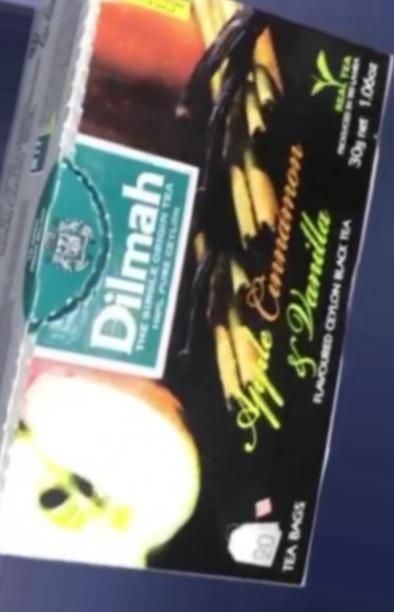 Dilmah
THE SINGLE ORIGIN TEA
100% PURE CEYLON
Apple Cinnamon
& Vanilla
FLAVOURED CEYLON BLACK TEA
REAL TEA
PRODUCED IN SRI LANKA
30g net 1.06oz
20
TEA BAGS